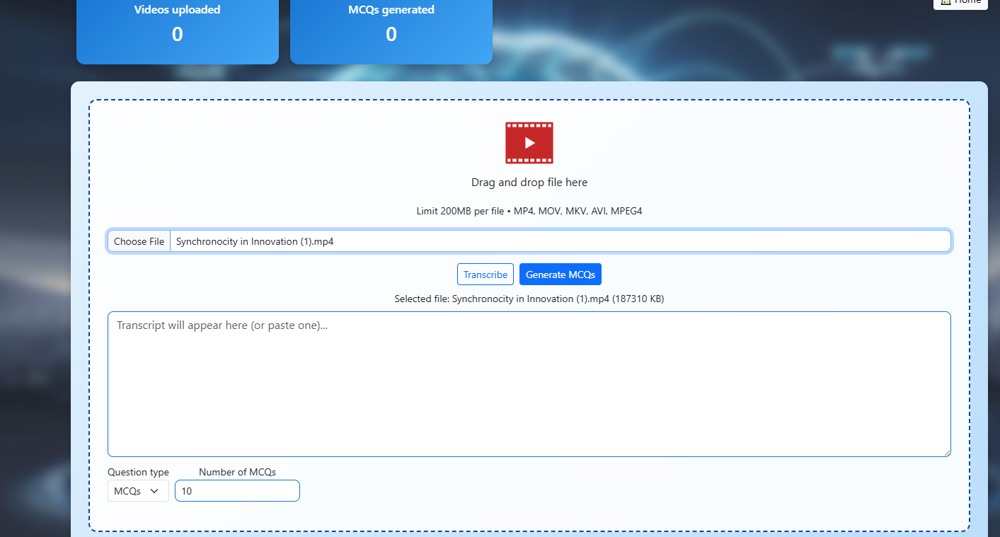 Videos uploaded
0
MCQs generated
0
Home
Drag and drop file here
Limit 200MB per file • MP4, MOV, MKV, AVI, MPEG4
Choose File Synchronocity in Innovation (1).mp4
Transcribe Generate MCQs
Selected file: Synchronocity in Innovation (1).mp4 (187310 KB)
Transcript will appear here (or paste one)...
Question type Number of MCQs
MCQs 10